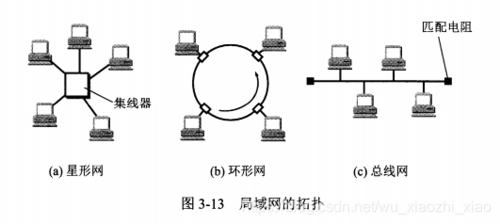 匹配电阻
集线器
(a) 星形网
(b) 环形网
(c) 总线网
图 3-13 局域网的拓扑
https://blog.csdn.net/wu_xiaozhi_xiao